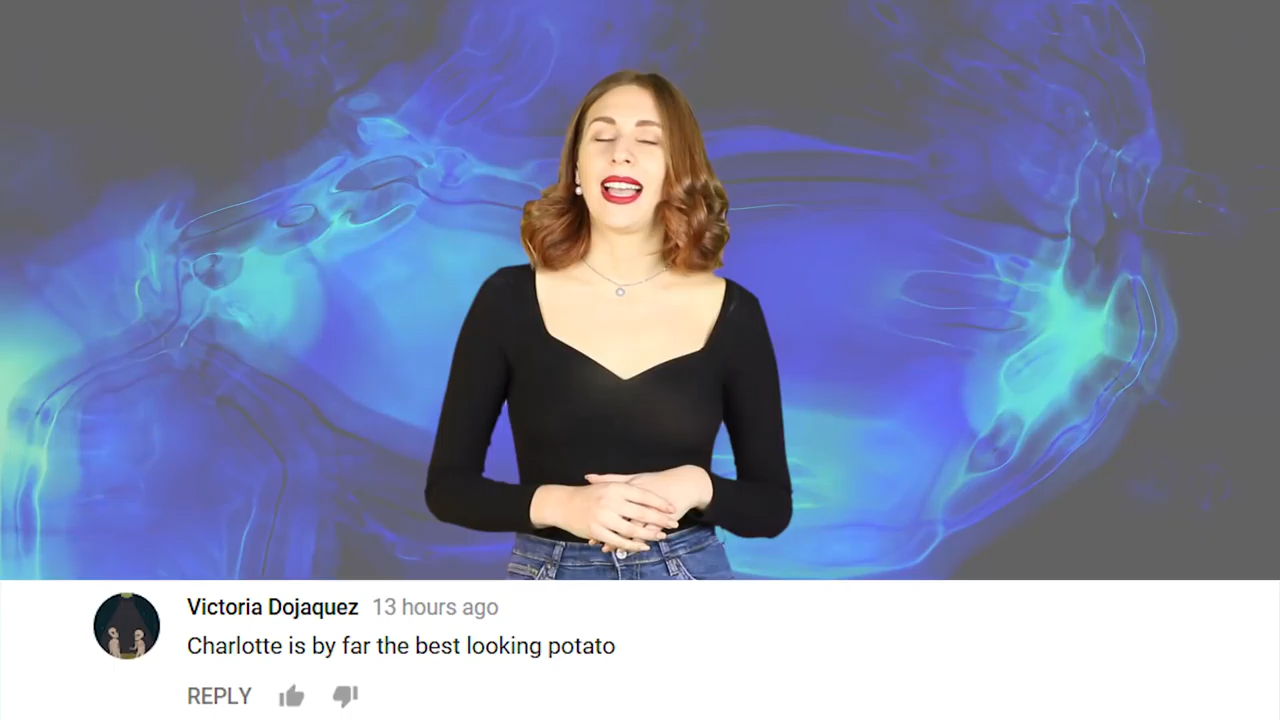 Victoria Dojaquez 13 hours ago
Charlotte is by far the best looking potato
REPLY